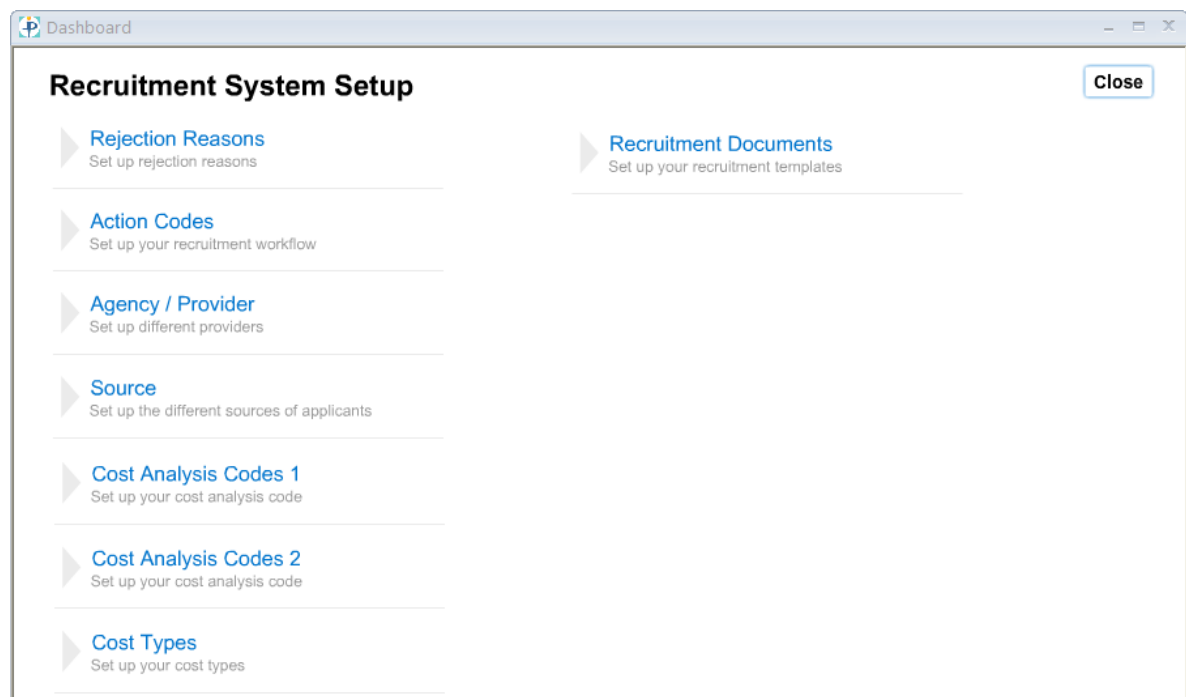 Dashboard
Recruitment System Setup
Close
Rejection Reasons
Set up rejection reasons
Action Codes
Set up your recruitment workflow
Agency / Provider
Set up different providers
Source
Set up the different sources of applicants
Cost Analysis Codes 1
Set up your cost analysis code
Cost Analysis Codes 2
Set up your cost analysis code
Cost Types
Set up your cost types
Recruitment Documents
Set up your recruitment templates